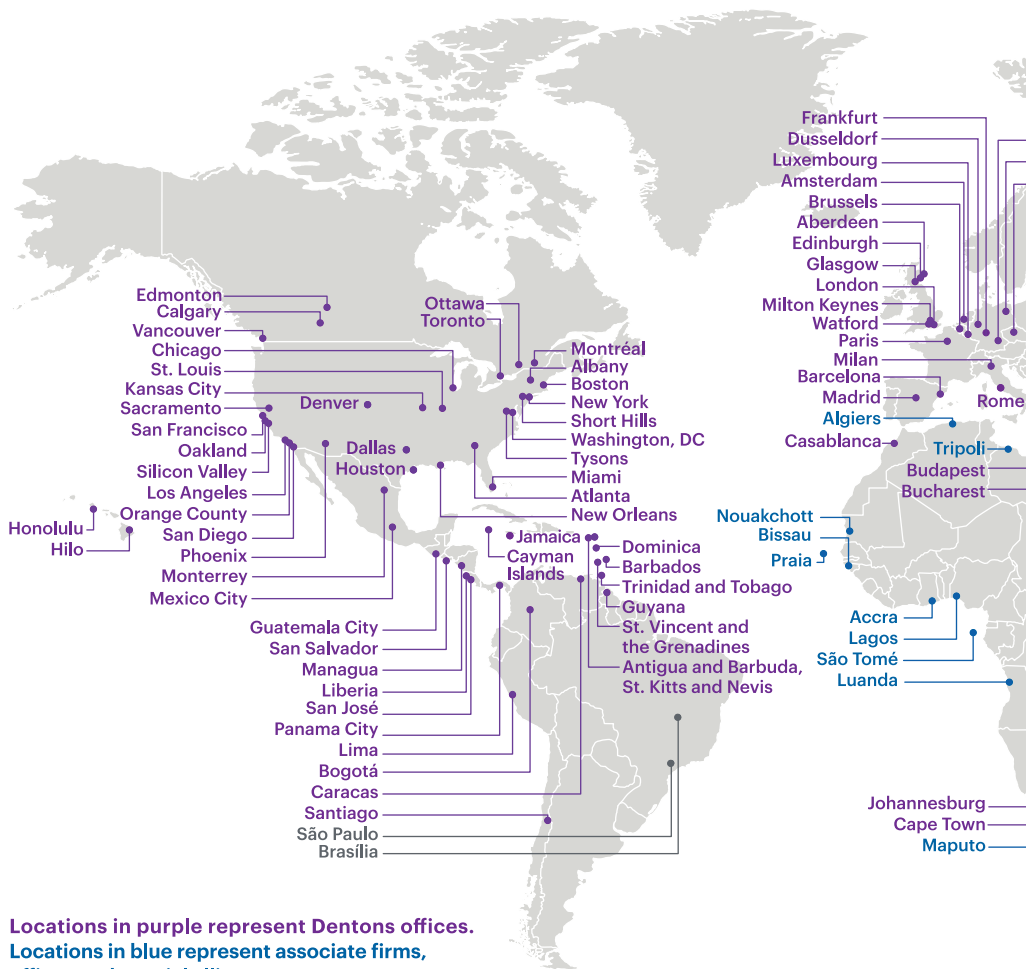 Frankfurt
Dusseldorf
Luxembourg
Amsterdam
Brussels
Aberdeen
Edinburgh
Glasgow
London
Milton Keynes
Watford
Paris
Milan
Barcelona
Madrid
Rome
Algiers
Casablanca
Tripoli
Budapest
Bucharest
Nouakchott
Bissau
Praia
Accra
Lagos
São Tomé
Luanda
Johannesburg
Cape Town
Maputo
Edmonton
Calgary
Vancouver
Chicago
St. Louis
Kansas City
Sacramento
San Francisco
Oakland
Silicon Valley
Los Angeles
Orange County
San Diego
Phoenix
Monterrey
Mexico City
Honolulu
Hilo
Denver
Dallas
Houston
Ottawa
Toronto
Montréal
Albany
Boston
New York
Short Hills
Washington, DC
Tysons
Miami
Atlanta
New Orleans
Jamaica
Cayman
Islands
Dominica
Barbados
Trinidad and Tobago
Guyana
St. Vincent and
the Grenadines
Antigua and Barbuda,
St. Kitts and Nevis
Guatemala City
San Salvador
Managua
Liberia
San José
Panama City
Lima
Bogotá
Caracas
Santiago
São Paulo
Brasília
Locations in purple represent Dentons offices.
Locations in blue represent associate firms,